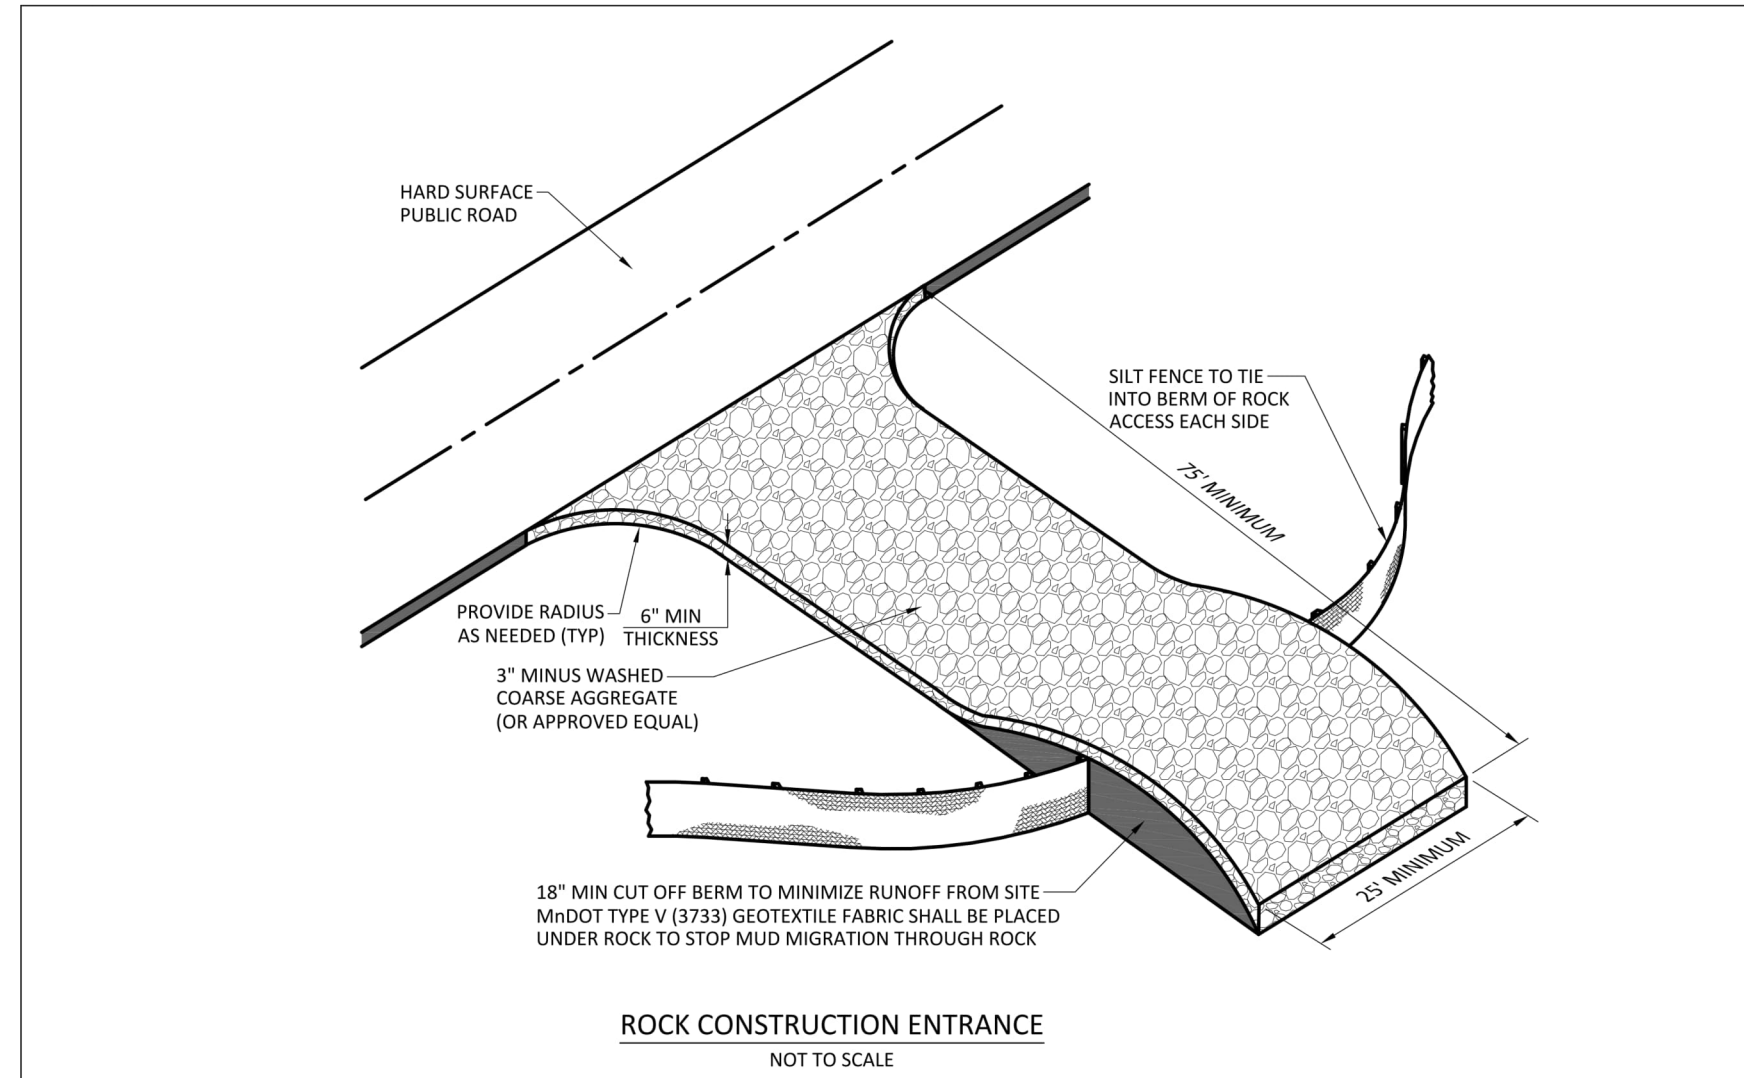 HARD SURFACE
PUBLIC ROAD
SILT FENCE TO TIE
INTO BERM OF ROCK
ACCESS EACH SIDE
75' MINIMUM
PROVIDE RADIUS
AS NEEDED (TYP)
6" MIN
THICKNESS
3" MINUS WASHED
COARSE AGGREGATE
(OR APPROVED EQUAL)
25' MINIMUM
18" MIN CUT OFF BERM TO MINIMIZE RUNOFF FROM SITE
MnDOT TYPE V (3733) GEOTEXTILE FABRIC SHALL BE PLACED
UNDER ROCK TO STOP MUD MIGRATION THROUGH ROCK
ROCK CONSTRUCTION ENTRANCE
NOT TO SCALE